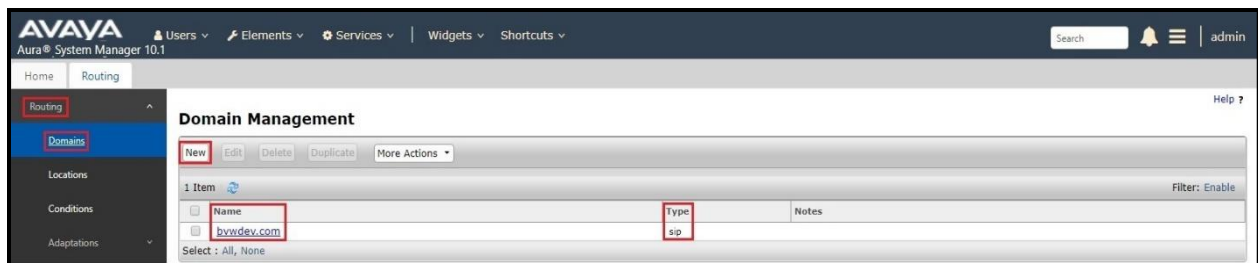 AVAYA
Aura® System Manager 10.1
Users Elements Services | Widgets Shortcuts
Search
admin
Home Routing
Routing
Help ?
Domain Management
Domains
New Edit Delete Duplicate More Actions
Locations
1 Item Filter: Enable
Conditions
Name Type Notes
bvwdev.com sip
Adaptations
Select : All, None